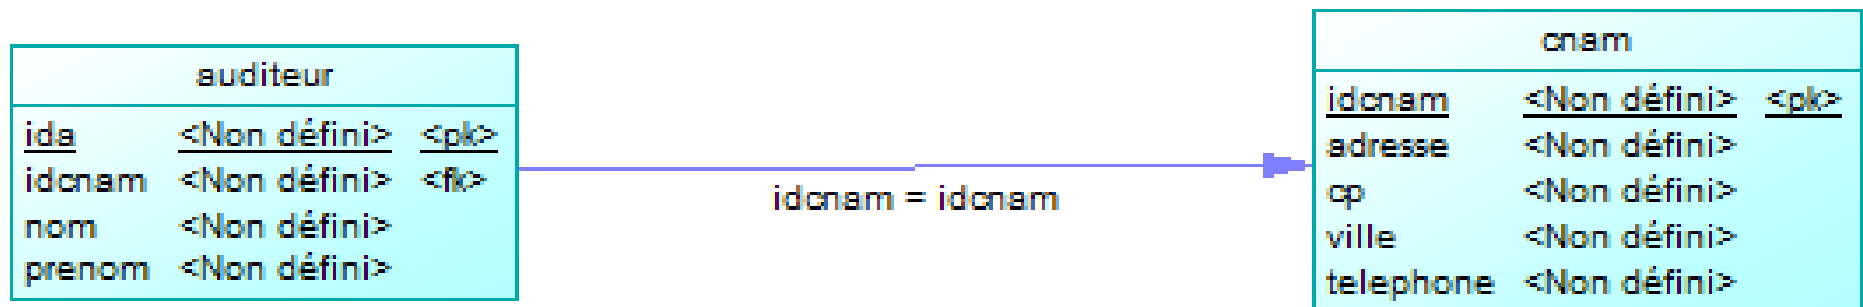 auditeur
ida <Non défini> <pk>
idcnam <Non défini> <fk>
nom <Non défini>
prenom <Non défini>
idcnam = idcnam
cnam
idcnam <Non défini> <pk>
adresse <Non défini>
cp <Non défini>
ville <Non défini>
telephone <Non défini>